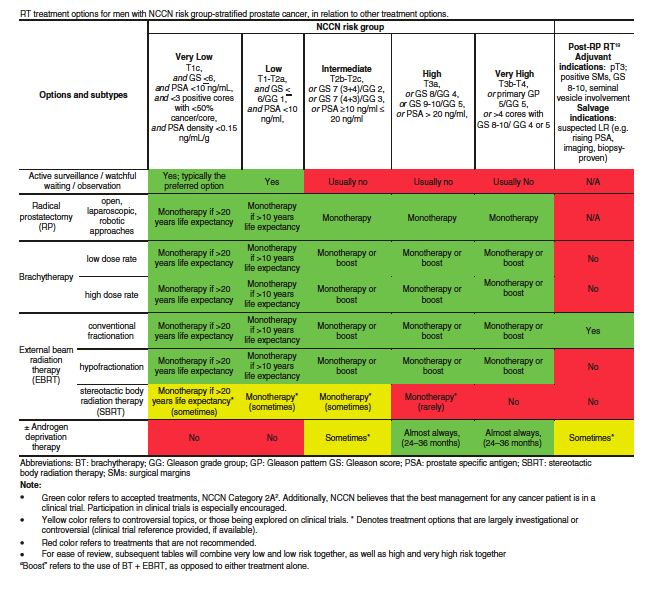 RT treatment options for men with NCCN risk group-stratified prostate cancer, in relation to other treatment options.
NCCN risk group
Options and subtypes
Very Low
T1c,
and GS ≤6,
and PSA <10 ng/mL,
and <3 positive cores
with <50%
cancer/core,
and PSA density <0.15
ng/mL/g
Low
T1-T2a,
and GS ≤
6/GG 1,
and PSA <10
ng/mL,
Intermediate
T2b-T2c,
or GS 7 (3+4)/GG 2,
or GS 7 (4+3)/GG 3,
or PSA ≥10 ng/ml ≤
20 ng/ml
High
T3a,
or GS 8/GG 4,
or GS 9-10/GG 5,
or PSA > 20 ng/ml,
Very High
T3b-T4,
or primary GP
5/GG 5,
or >4 cores with
GS 8-10/ GG 4 or 5
Post-RP RT¹⁹
Adjuvant
indications: pT3;
positive SMs, GS
8-10, seminal
vesicle involvement
Salvage
indications:
suspected LR (e.g.
rising PSA,
imaging, biopsy-
proven)
Active surveillance / watchful
waiting / observation
Yes; typically the
preferred option
Yes
Usually no
Usually no
Usually No
N/A
Radical
prostatectomy
(RP)
open,
laparoscopic,
robotic
approaches
Monotherapy if >20
years life expectancy
Monotherapy
if >10 years
life expectancy
Monotherapy
Monotherapy
Monotherapy
N/A
Brachytherapy
low dose rate
Monotherapy if >20
years life expectancy
Monotherapy
if >10 years
life expectancy
Monotherapy or
boost
Monotherapy or
boost
Monotherapy or
boost
No
high dose rate
Monotherapy if >20
years life expectancy
Monotherapy
if >10 years
life expectancy
Monotherapy or
boost
Monotherapy or
boost
Monotherapy or
boost
No
External beam
radiation
therapy
(EBRT)
conventional
fractionation
Monotherapy if >20
years life expectancy
Monotherapy
if >10 years
life expectancy
Monotherapy or
boost
Monotherapy or
boost
Monotherapy or
boost
Yes
hypofractionation
Monotherapy if >20
years life expectancy
Monotherapy
if >10 years
life expectancy
Monotherapy or
boost
Monotherapy or
boost
Monotherapy or
boost
No
stereotactic body
radiation therapy
(SBRT)
Monotherapy if >20
years life expectancy*
(sometimes)
Monotherapy*
(sometimes)
Monotherapy*
(sometimes)
Monotherapy*
(rarely)
No
No
± Androgen
deprivation
therapy
No
No
Sometimes*
Almost always,
(24–36 months)
Almost always,
(24–36 months)
Sometimes*
Abbreviations: BT: brachytherapy; GG: Gleason grade group; GP: Gleason pattern GS: Gleason score; PSA: prostate specific antigen; SBRT: stereotactic
body radiation therapy; SMs: surgical margins
Note:
• Green color refers to accepted treatments, NCCN Category 2A². Additionally, NCCN believes that the best management for any cancer patient is in a
clinical trial. Participation in clinical trials is especially encouraged.
• Yellow color refers to controversial topics, or those being explored on clinical trials. * Denotes treatment options that are largely investigational or
controversial (clinical trial reference provided, if available).
• Red color refers to treatments that are not recommended.
• For ease of review, subsequent tables will combine very low and low risk together, as well as high and very high risk together
“Boost” refers to the use of BT + EBRT, as opposed to either treatment alone.